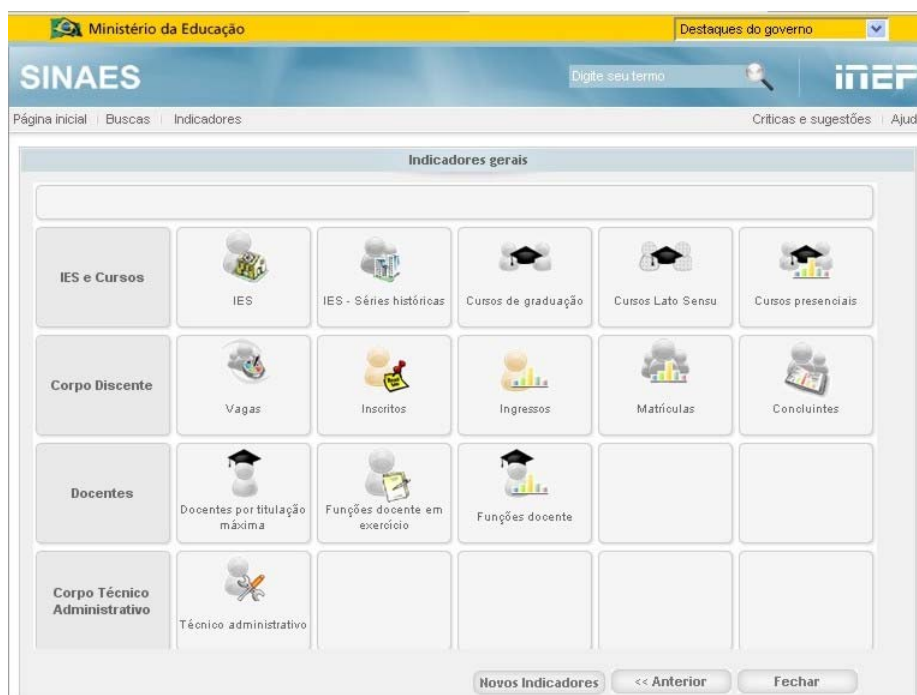 Ministério da Educação
Destaques do governo
SINAES
Digite seu termo
inep
Página inicial
Buscas
Indicadores
Críticas e sugestões
Ajud
Indicadores gerais
IES e Cursos
IES
IES - Séries históricas
Cursos de graduação
Cursos Lato Sensu
Cursos presenciais
Corpo Discente
Vagas
Inscritos
Ingressos
Matrículas
Concluintes
Docentes
Docentes por titulação
máxima
Funções docente em
exercício
Funções docente
Corpo Técnico
Administrativo
Técnico administrativo
Novos Indicadores
<< Anterior
Fechar